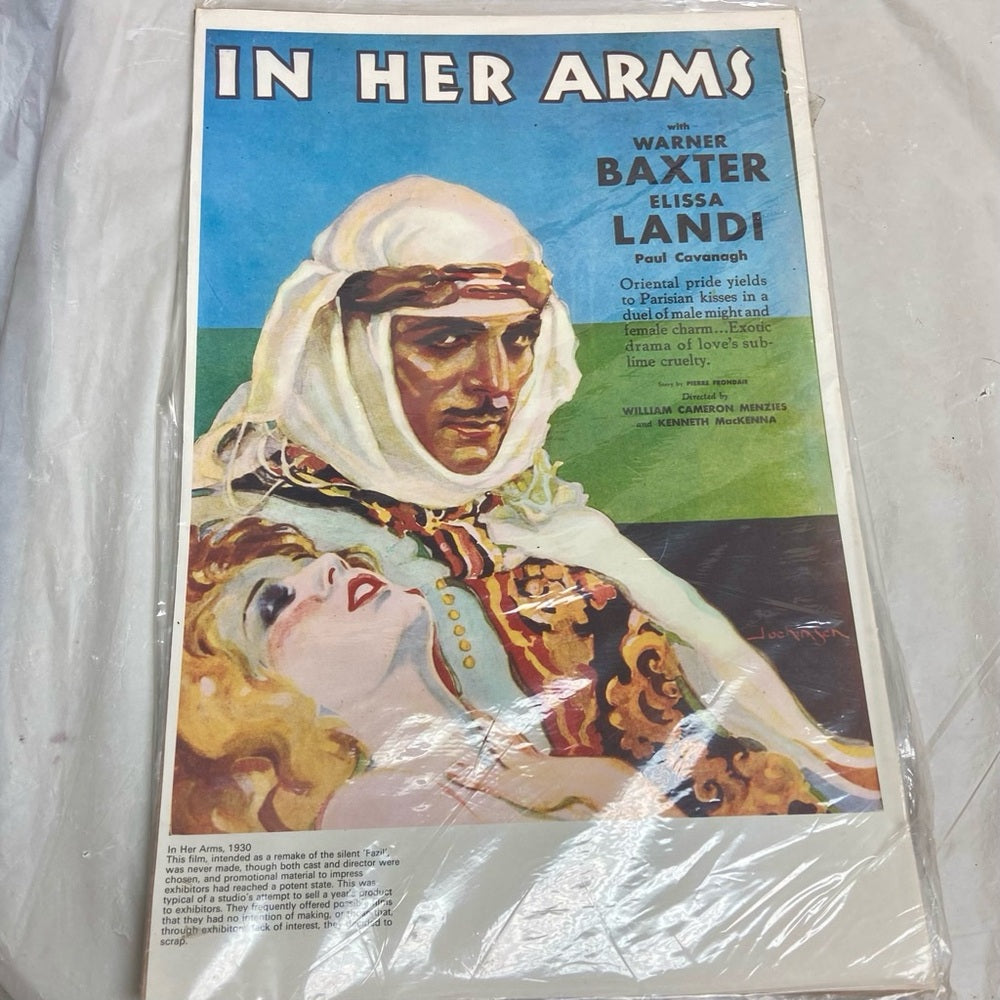 IN HER ARMS
with
WARNER
BAXTER
ELISSA
LANDI
Paul Cavanagh
Oriental pride yields
to Parisian kisses in a
duel of male might and
female charm...Exotic
drama of love's sub-
lime cruelty.
Story by PIERRE FRONDAIE
Directed by
WILLIAM CAMERON MENZIES
and KENNETH MacKENNA
Jochimsen
In Her Arms, 1930
This film, intended as a remake of the silent 'Fazil',
was never made, though both cast and director were
chosen, and promotional material to impress
exhibitors had reached a potent state. This was
typical of a studio's attempt to sell a years product
to exhibitors. They frequently offered possible films
that they had no intention of making, or those that,
through exhibitors lack of interest, they decided to
scrap.